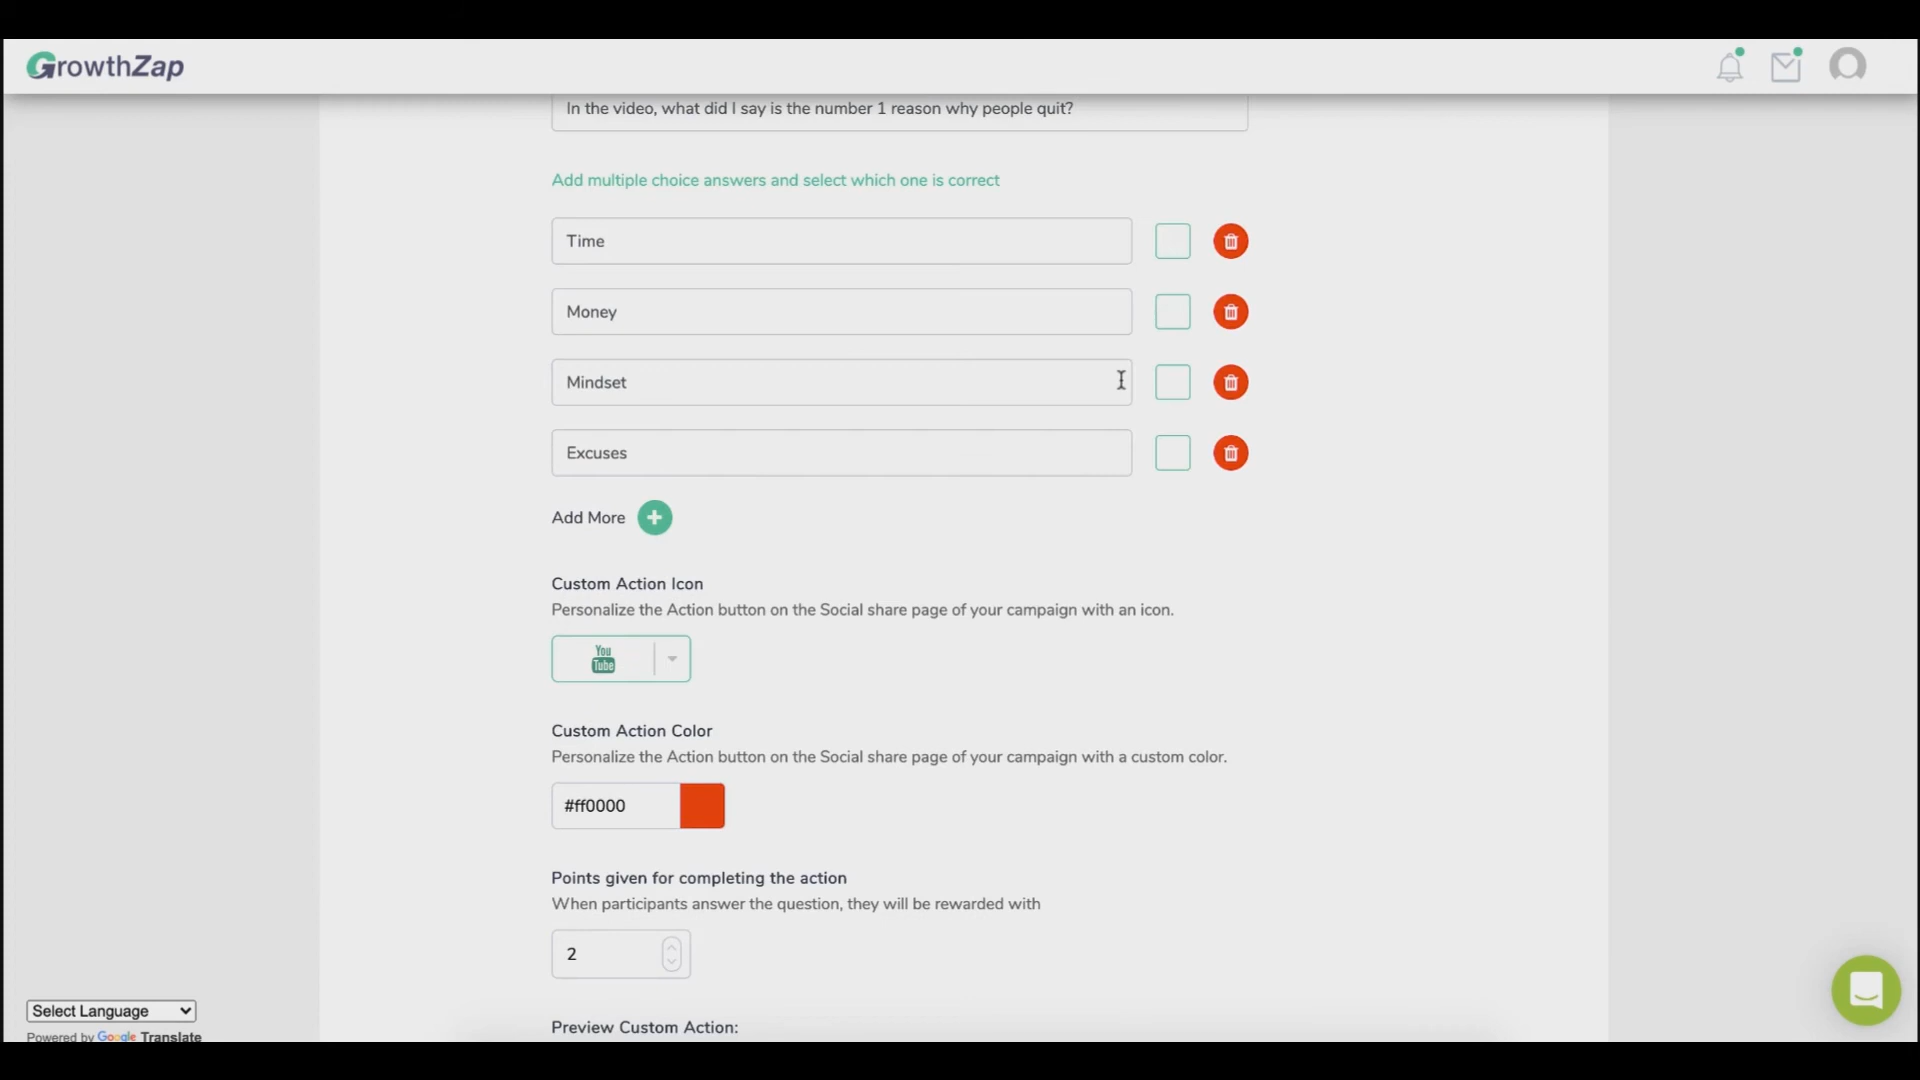 GrowthZap
In the video, what did I say is the number 1 reason why people quit?
Add multiple choice answers and select which one is correct
Time
Money
Mindset
Excuses
Add More
Custom Action Icon
Personalize the Action button on the Social share page of your campaign with an icon.
You
Tube
Custom Action Color
Personalize the Action button on the Social share page of your campaign with a custom color.
#ff0000
Points given for completing the action
When participants answer the question, they will be rewarded with
2
Select Language
Powered by Google Translate
Preview Custom Action: